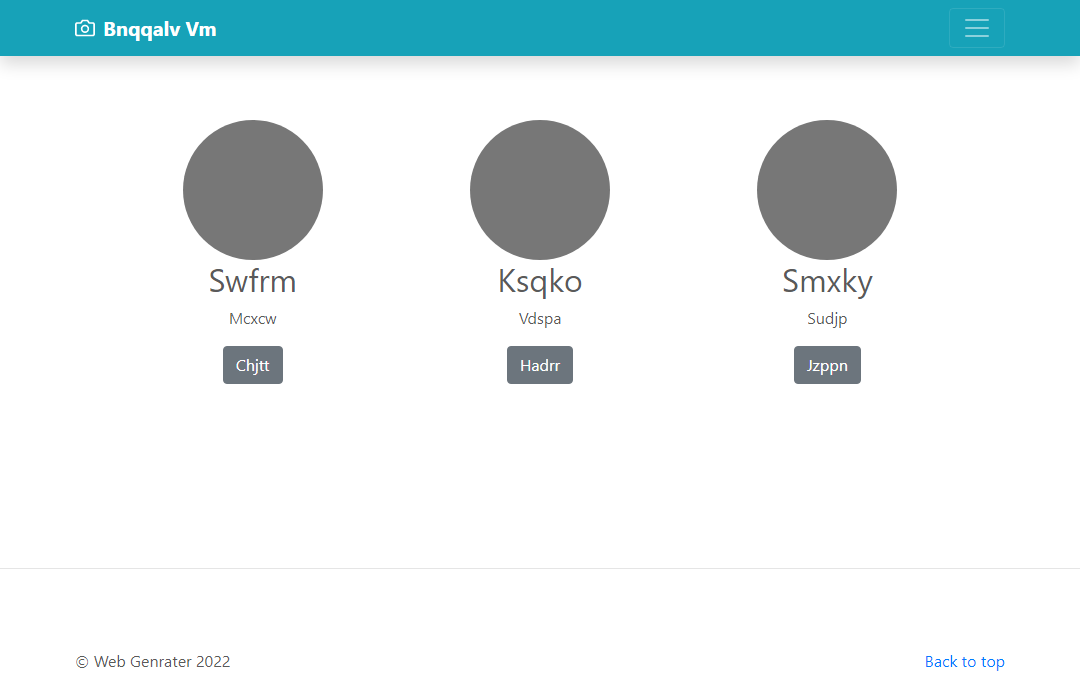 Bnqqalv Vm
Swfrm
Mcxcw
Chjtt
Ksqko
Vdspa
Hadrr
Smxky
Sudjp
Jzppn
© Web Genrater 2022
Back to top